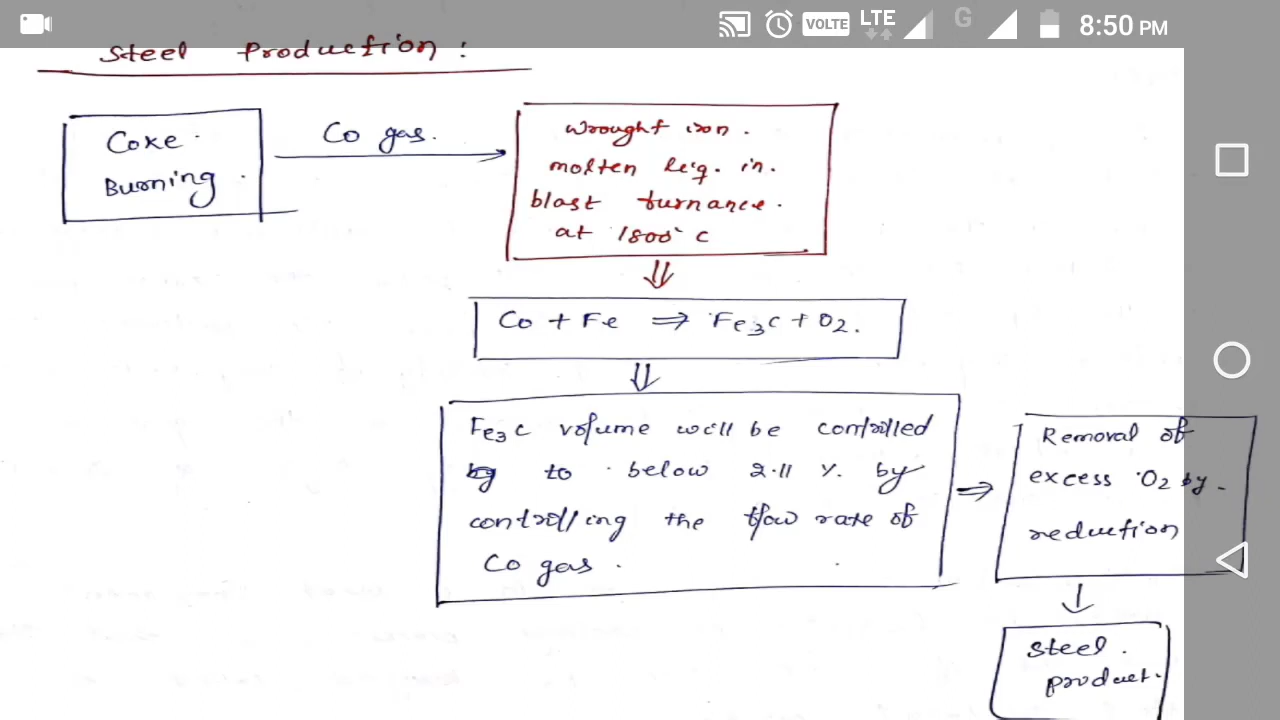 VOLTE LTE G 8:50 PM
Steel Production :
Coke
Burning
Co gas.
Wrought iron.
molten liq. in.
blast furnance.
at 1800° C
Co + Fe ⇒ Fe3C + O2.
Fe3C volume will be controlled
by to below 2.11 %. by
controlling the flow rate of
Co gas.
Removal of
excess O2 by
reduction
Steel.
product.